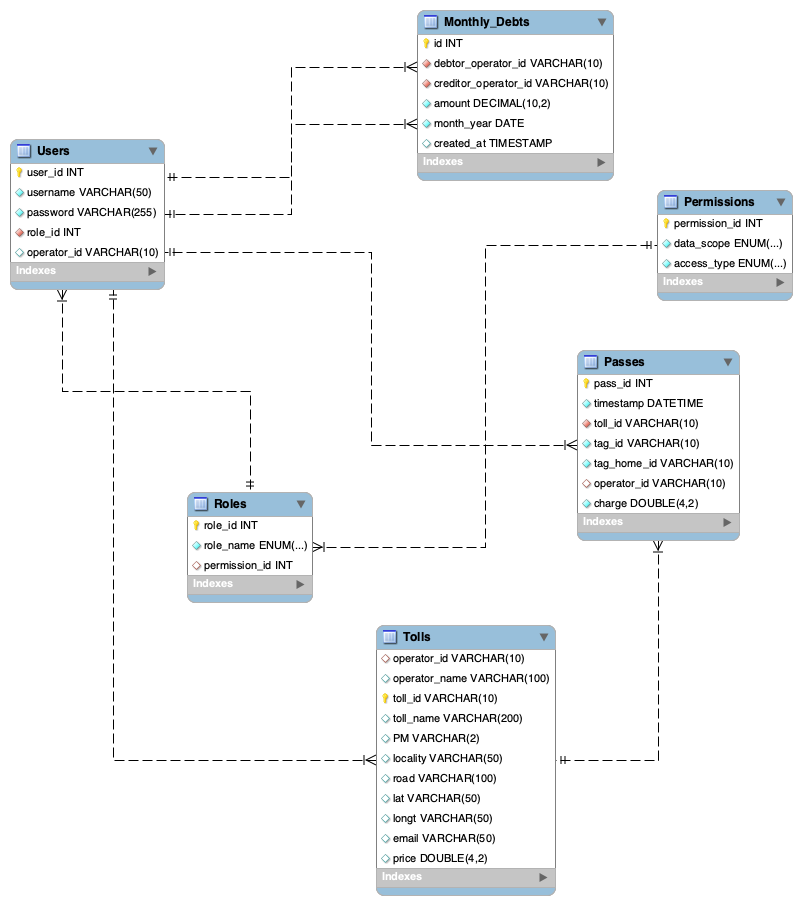 Monthly_Debts
id INT
debtor_operator_id VARCHAR(10)
creditor_operator_id VARCHAR(10)
amount DECIMAL(10,2)
month_year DATE
created_at TIMESTAMP
Indexes
Users
user_id INT
username VARCHAR(50)
password VARCHAR(255)
role_id INT
operator_id VARCHAR(10)
Indexes
Permissions
permission_id INT
data_scope ENUM(...)
access_type ENUM(...)
Indexes
Passes
pass_id INT
timestamp DATETIME
toll_id VARCHAR(10)
tag_id VARCHAR(10)
tag_home_id VARCHAR(10)
operator_id VARCHAR(10)
charge DOUBLE(4,2)
Indexes
Roles
role_id INT
role_name ENUM(...)
permission_id INT
Indexes
Tolls
operator_id VARCHAR(10)
operator_name VARCHAR(100)
toll_id VARCHAR(10)
toll_name VARCHAR(200)
PM VARCHAR(2)
locality VARCHAR(50)
road VARCHAR(100)
lat VARCHAR(50)
longt VARCHAR(50)
email VARCHAR(50)
price DOUBLE(4,2)
Indexes